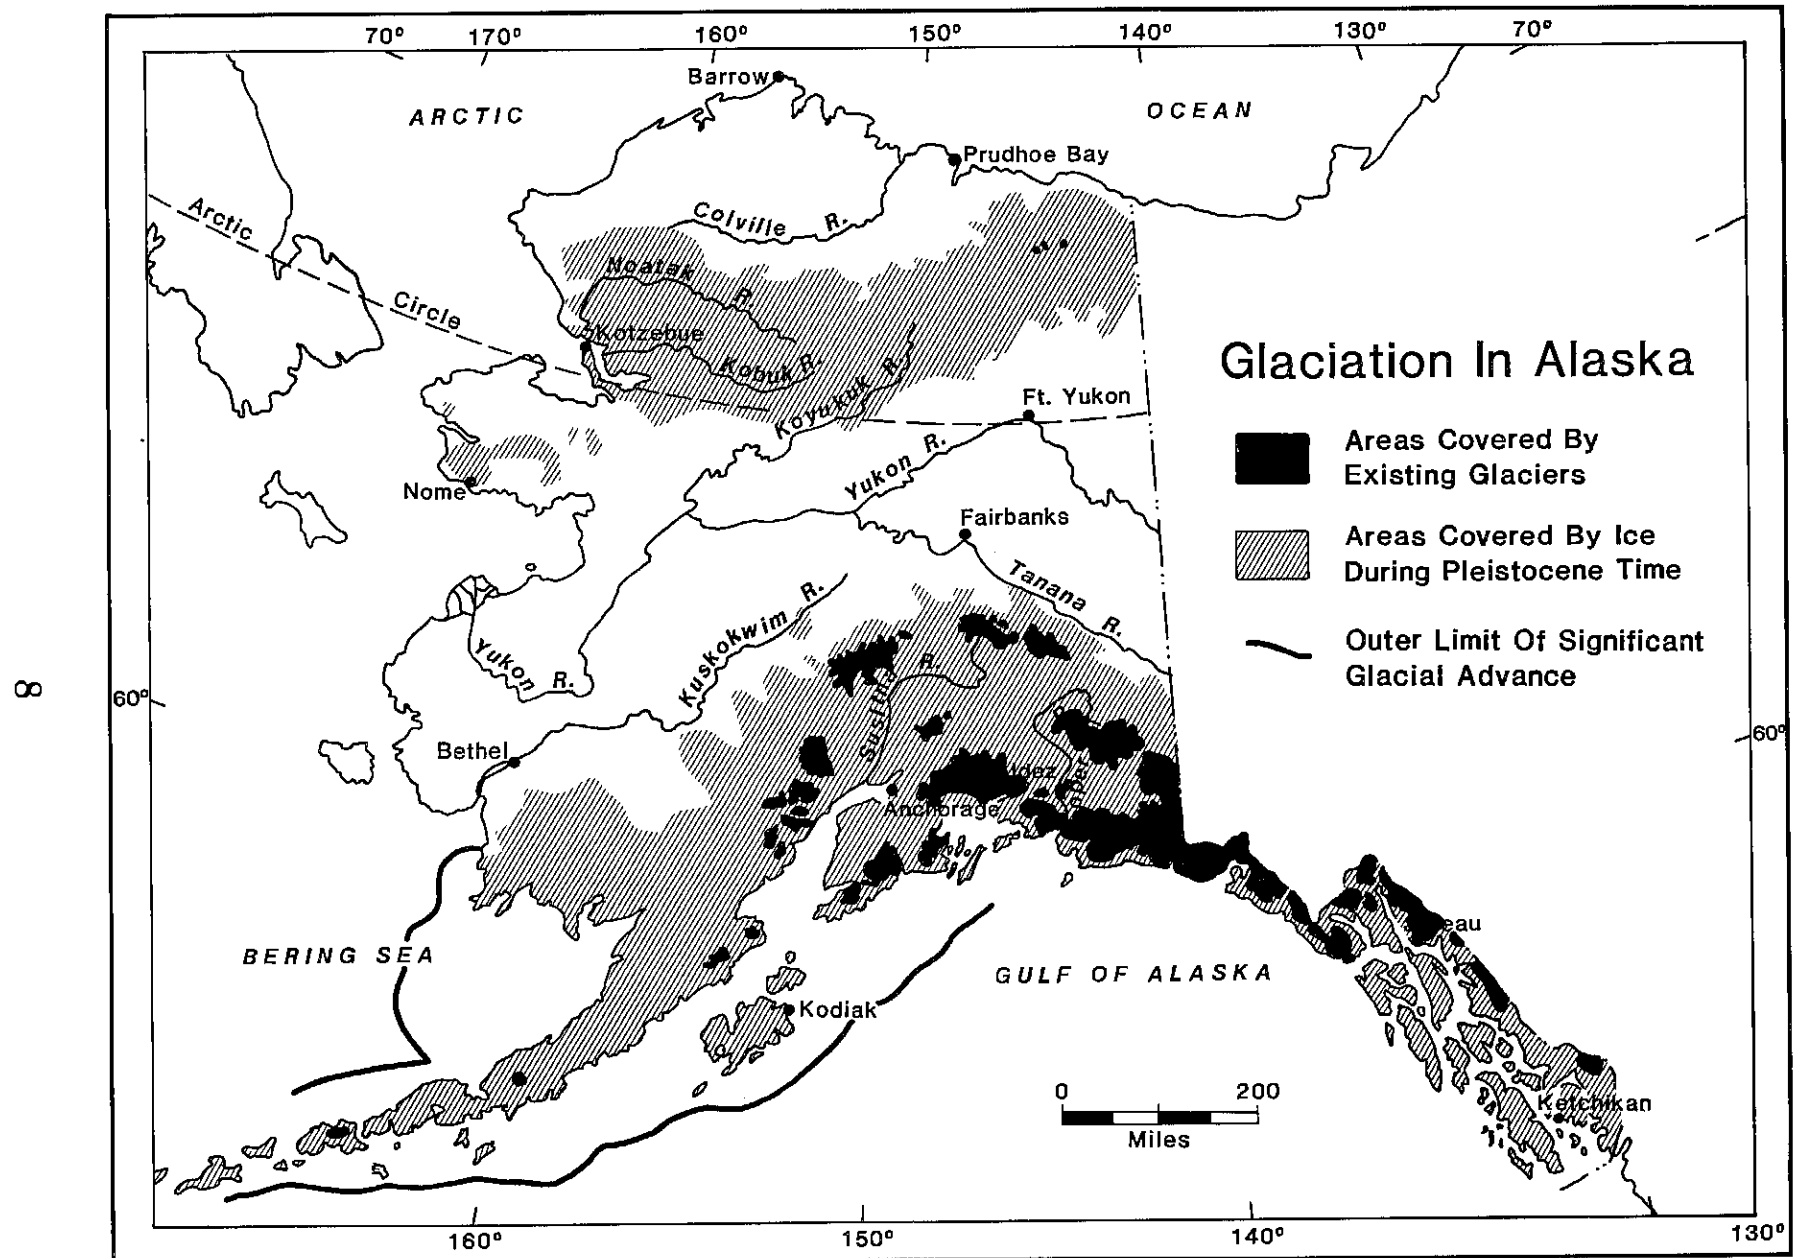 70° 170° 160° 150° 140° 130° 70°
Barrow
ARCTIC
OCEAN
Prudhoe Bay
Arctic
Colville R.
Noatak
R.
Circle
Kotzebue
Kobuk R.
Koyukuk R.
Glaciation In Alaska
Ft. Yukon
Areas Covered By
Existing Glaciers
Yukon R.
Nome
Fairbanks
Areas Covered By Ice
During Pleistocene Time
Tanana R.
Kuskokwim R.
Outer Limit Of Significant
Glacial Advance
Yukon R.
R.
8
60°
60°
Bethel
Anchorage
BERING SEA
GULF OF ALASKA
Kodiak
0 200
Miles
Ketchikan
160° 150° 140° 130°